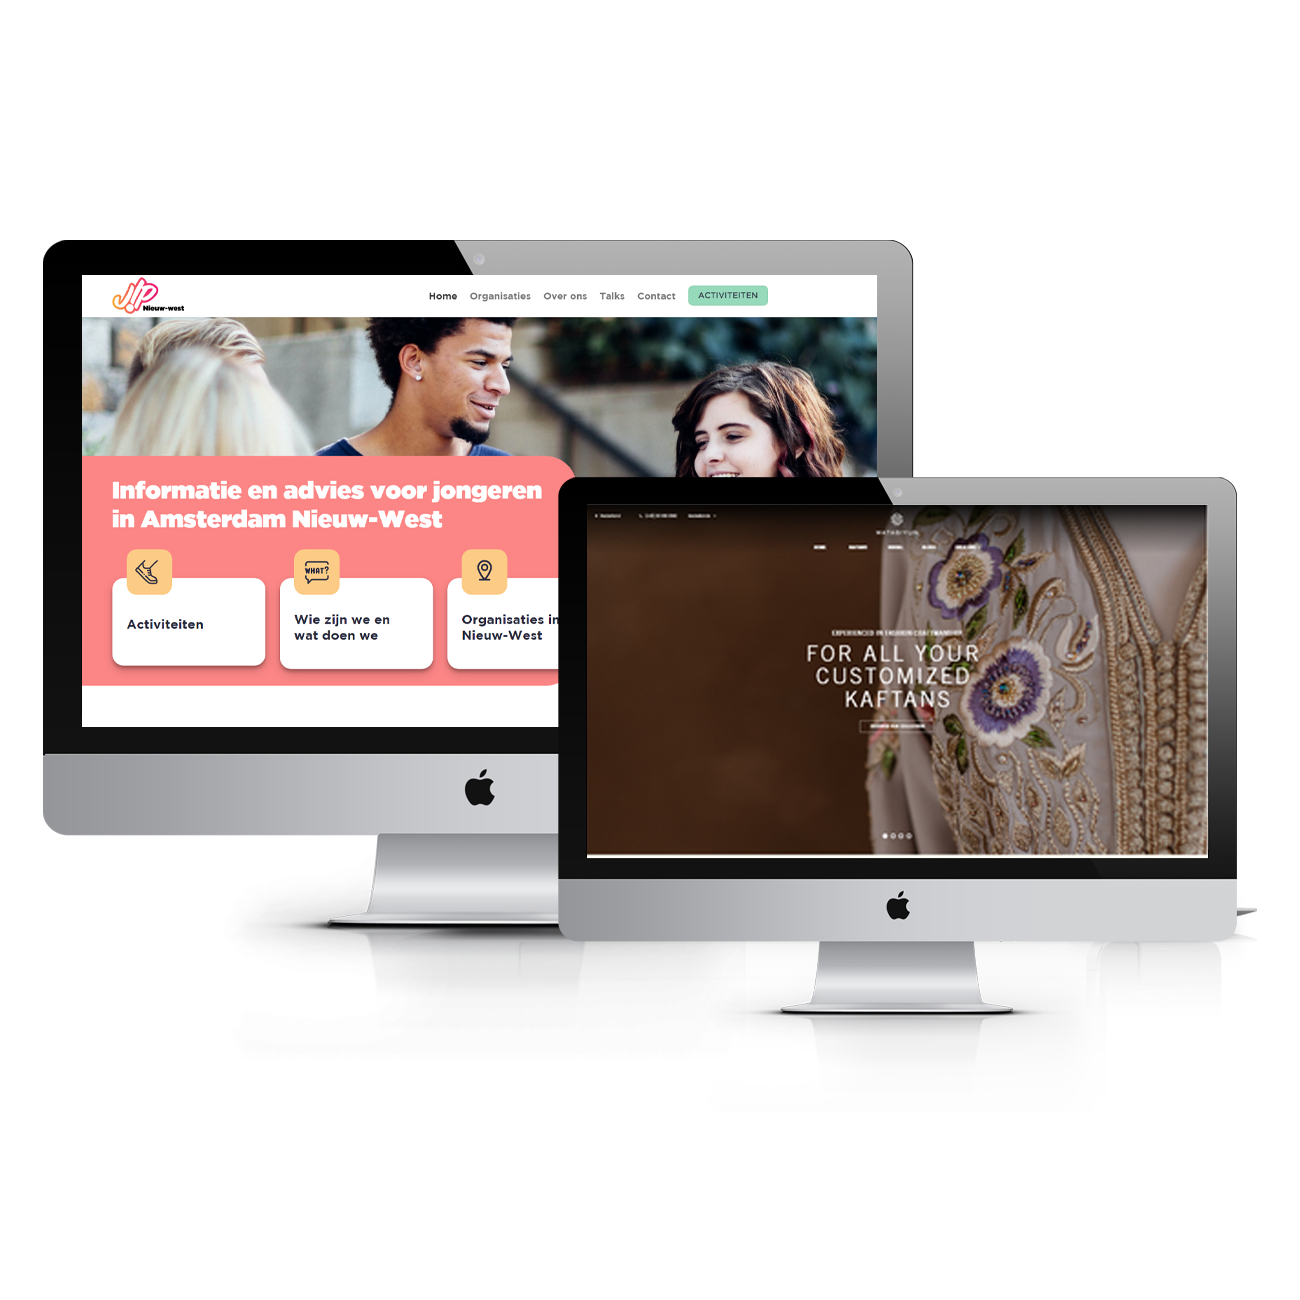 JIP
Nieuw-west
Home Organisaties Over ons Talks Contact ACTIVITEITEN
Informatie en advies voor jongeren
in Amsterdam Nieuw-West
WHAT?
Activiteiten
Wie zijn we en
wat doen we
Organisaties in
Nieuw-West
HOME
EXPERIENCED IN FASHION CRAFTMANSHIP
FOR ALL YOUR
CUSTOMIZED
KAFTANS